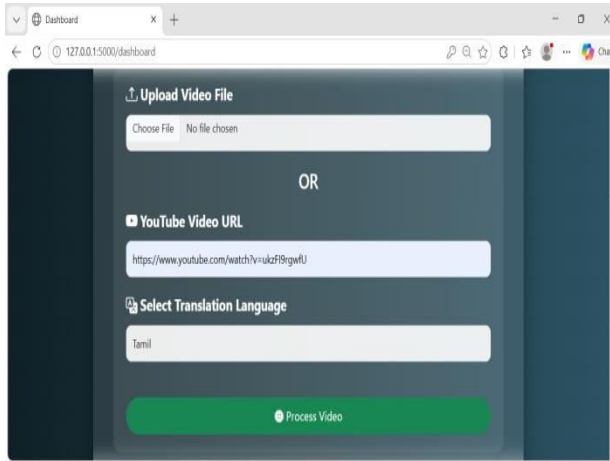 Dashboard
127.0.0.1:5000/dashboard
Cha
Upload Video File
Choose File No file chosen
OR
YouTube Video URL
https://www.youtube.com/watch?v=ukzFI9rgwfU
Select Translation Language
Tamil
Process Video